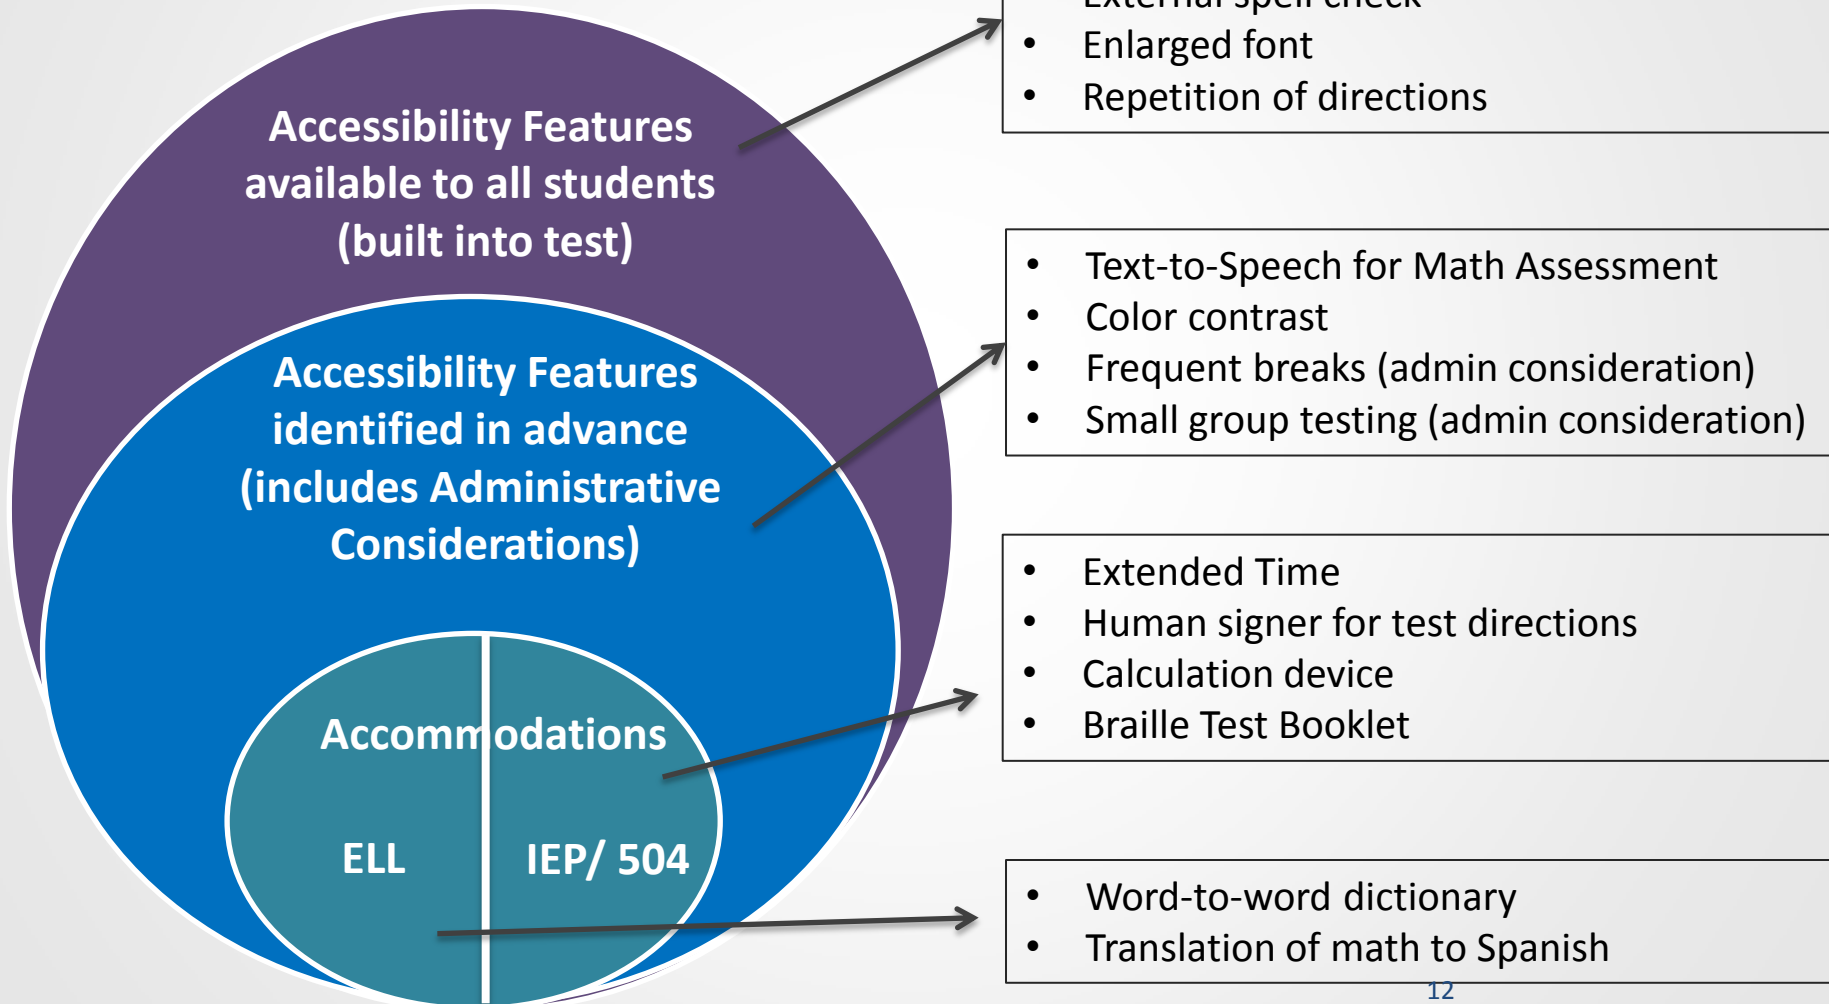 External spell check
• Enlarged font
• Repetition of directions
Accessibility Features
available to all students
(built into test)
• Text-to-Speech for Math Assessment
• Color contrast
• Frequent breaks (admin consideration)
• Small group testing (admin consideration)
Accessibility Features
identified in advance
(includes Administrative
Considerations)
• Extended Time
• Human signer for test directions
• Calculation device
• Braille Test Booklet
Accommodations
ELL
IEP/ 504
• Word-to-word dictionary
• Translation of math to Spanish
12